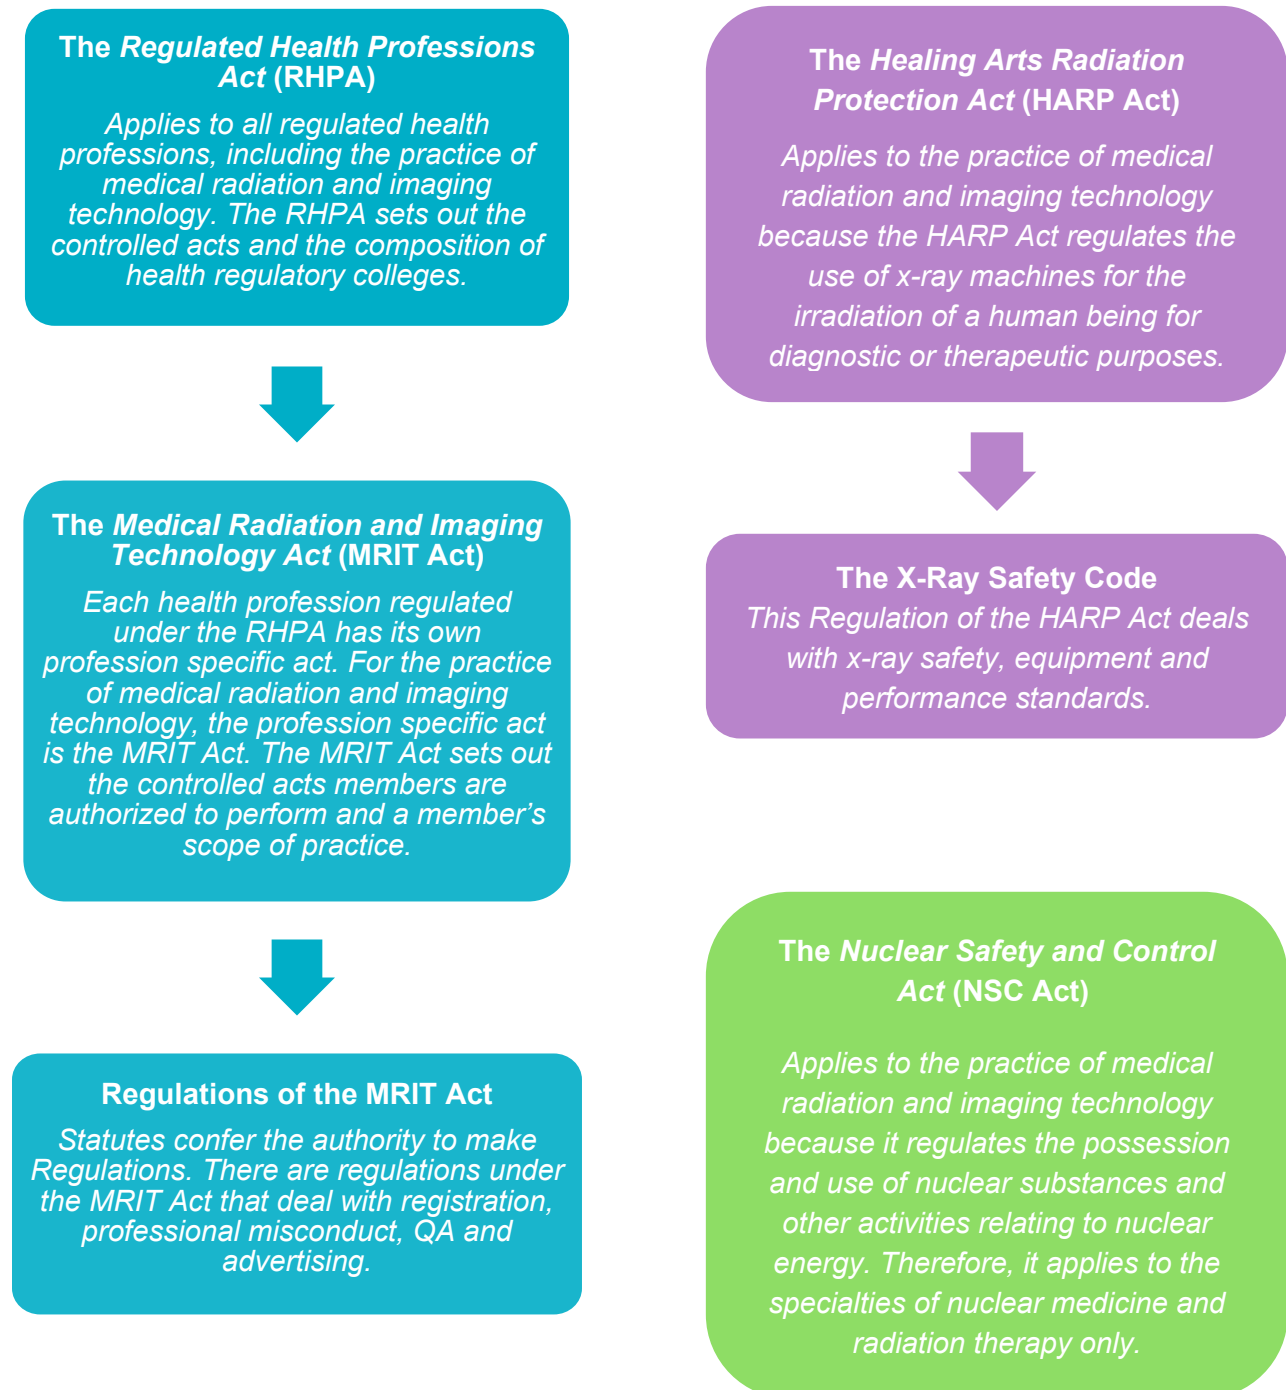 The Regulated Health Professions
Act (RHPA)
Applies to all regulated health
professions, including the practice of
medical radiation and imaging
technology. The RHPA sets out the
controlled acts and the composition of
health regulatory colleges.
The Medical Radiation and Imaging
Technology Act (MRIT Act)
Each health profession regulated
under the RHPA has its own
profession specific act. For the practice
of medical radiation and imaging
technology, the profession specific act
is the MRIT Act. The MRIT Act sets out
the controlled acts members are
authorized to perform and a member’s
scope of practice.
Regulations of the MRIT Act
Statutes confer the authority to make
Regulations. There are regulations under
the MRIT Act that deal with registration,
professional misconduct, QA and
advertising.
The Healing Arts Radiation
Protection Act (HARP Act)
Applies to the practice of medical
radiation and imaging technology
because the HARP Act regulates the
use of x-ray machines for the
irradiation of a human being for
diagnostic or therapeutic purposes.
The X-Ray Safety Code
This Regulation of the HARP Act deals
with x-ray safety, equipment and
performance standards.
The Nuclear Safety and Control
Act (NSC Act)
Applies to the practice of medical
radiation and imaging technology
because it regulates the possession
and use of nuclear substances and
other activities relating to nuclear
energy. Therefore, it applies to the
specialties of nuclear medicine and
radiation therapy only.